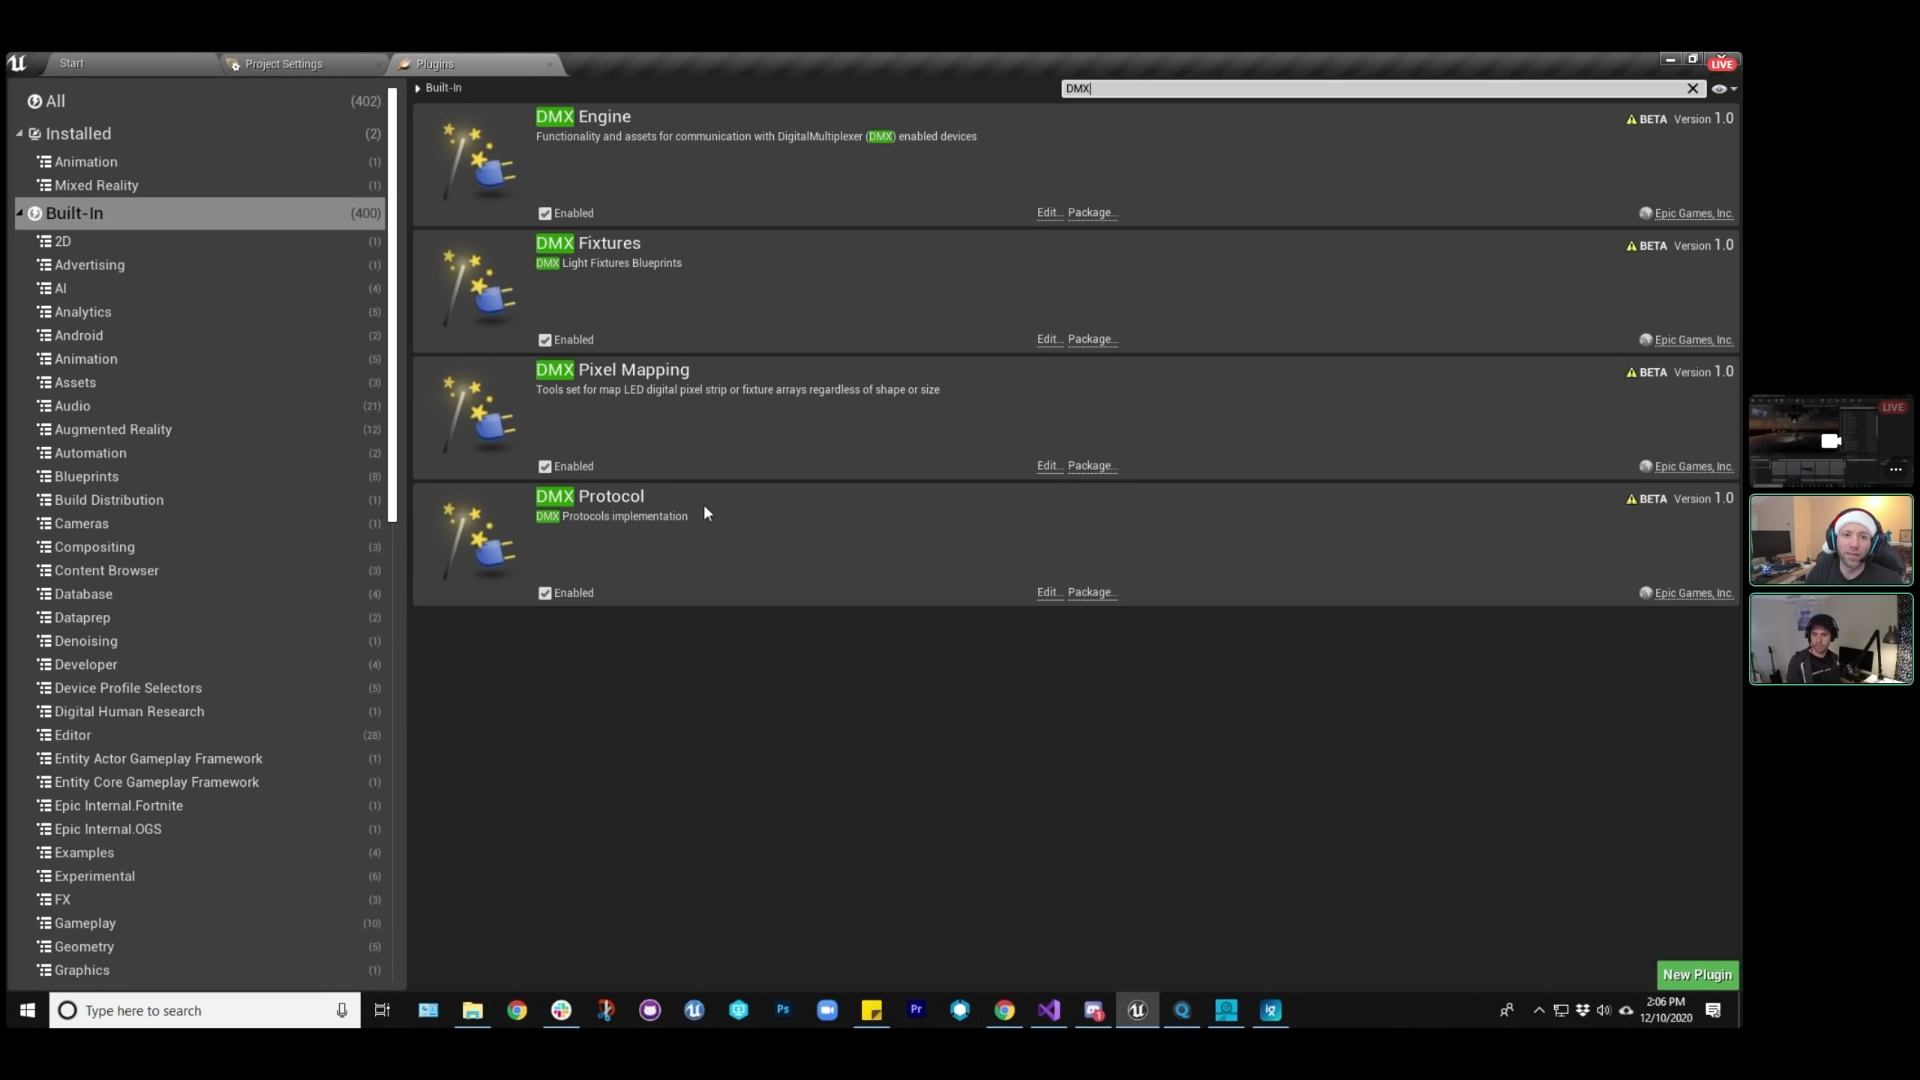 Start
Project Settings
Plugins
LIVE
All (402)
Installed (2)
Animation (1)
Mixed Reality (1)
Built-In (400)
2D (1)
Advertising (1)
AI (4)
Analytics (5)
Android (2)
Animation (5)
Assets (3)
Audio (21)
Augmented Reality (12)
Automation (2)
Blueprints (8)
Build Distribution (1)
Cameras (1)
Compositing (3)
Content Browser (3)
Database (4)
Dataprep (2)
Denoising (1)
Developer (4)
Device Profile Selectors (5)
Digital Human Research (1)
Editor (28)
Entity Actor Gameplay Framework (1)
Entity Core Gameplay Framework (1)
Epic Internal.Fortnite (1)
Epic Internal.OGS (1)
Examples (4)
Experimental (6)
FX (3)
Gameplay (10)
Geometry (5)
Graphics (1)
Built-In
DMX
DMX Engine
BETA Version 1.0
Functionality and assets for communication with DigitalMultiplexer (DMX) enabled devices
Enabled
Edit... Package...
Epic Games, Inc.
DMX Fixtures
BETA Version 1.0
DMX Light Fixtures Blueprints
Enabled
Edit... Package...
Epic Games, Inc.
DMX Pixel Mapping
BETA Version 1.0
Tools set for map LED digital pixel strip or fixture arrays regardless of shape or size
Enabled
Edit... Package...
Epic Games, Inc.
DMX Protocol
BETA Version 1.0
DMX Protocols implementation
Enabled
Edit... Package...
Epic Games, Inc.
New Plugin
LIVE
Type here to search
Ps
Pr
ig
2:06 PM
12/10/2020